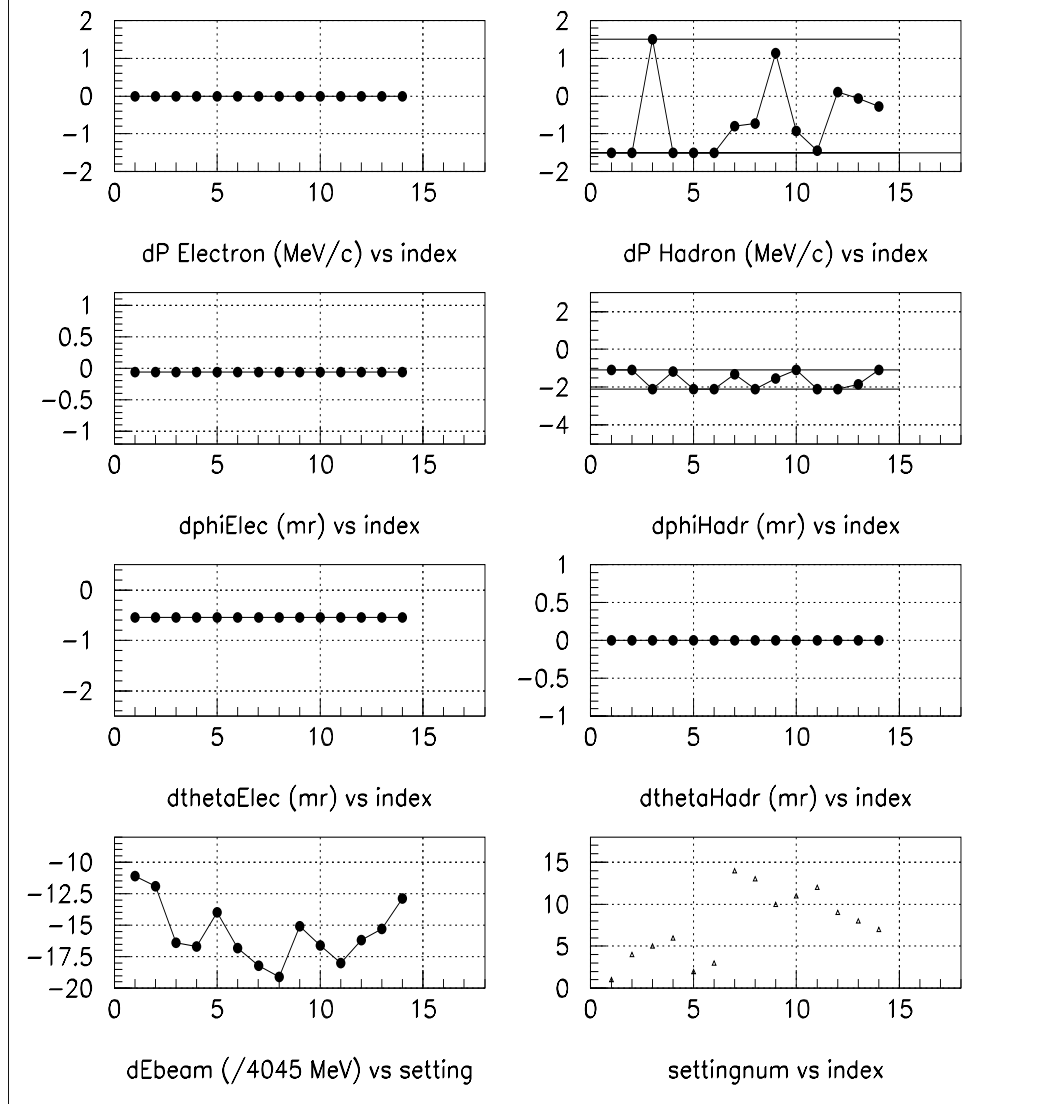 2
1
0
−1
−2
0 5 10 15
dP Electron (MeV/c) vs index
2
1
0
−1
−2
0 5 10 15
dP Hadron (MeV/c) vs index
1
0.5
0
−0.5
−1
0 5 10 15
dphiElec (mr) vs index
2
0
−2
−4
0 5 10 15
dphiHadr (mr) vs index
0
−1
−2
0 5 10 15
dthetaElec (mr) vs index
1
0.5
0
−0.5
−1
0 5 10 15
dthetaHadr (mr) vs index
−10
−12.5
−15
−17.5
−20
0 5 10 15
dEbeam (/4045 MeV) vs setting
15
10
5
0
0 5 10 15
settingnum vs index